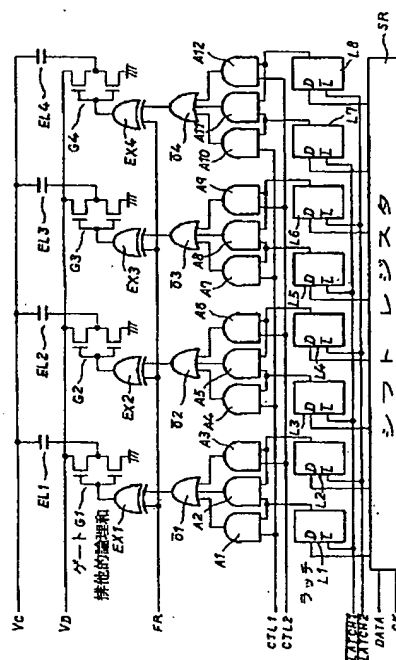 VC
VD
FR
CTL1
CTL2
LATCH1
LATCH2
DATA
CK
EL1
EL2
EL3
EL4
ゲート G1
G2
G3
G4
排他的論理和
EX1
EX2
EX3
EX4
O1
O2
O3
O4
A1
A2
A3
A4
A5
A6
A7
A8
A9
A10
A11
A12
ラッチ
L1
L2
L3
L4
L5
L6
L7
L8
D
L
D
L
D
L
D
L
D
L
D
L
D
L
D
L
シフトレジスタ
SR